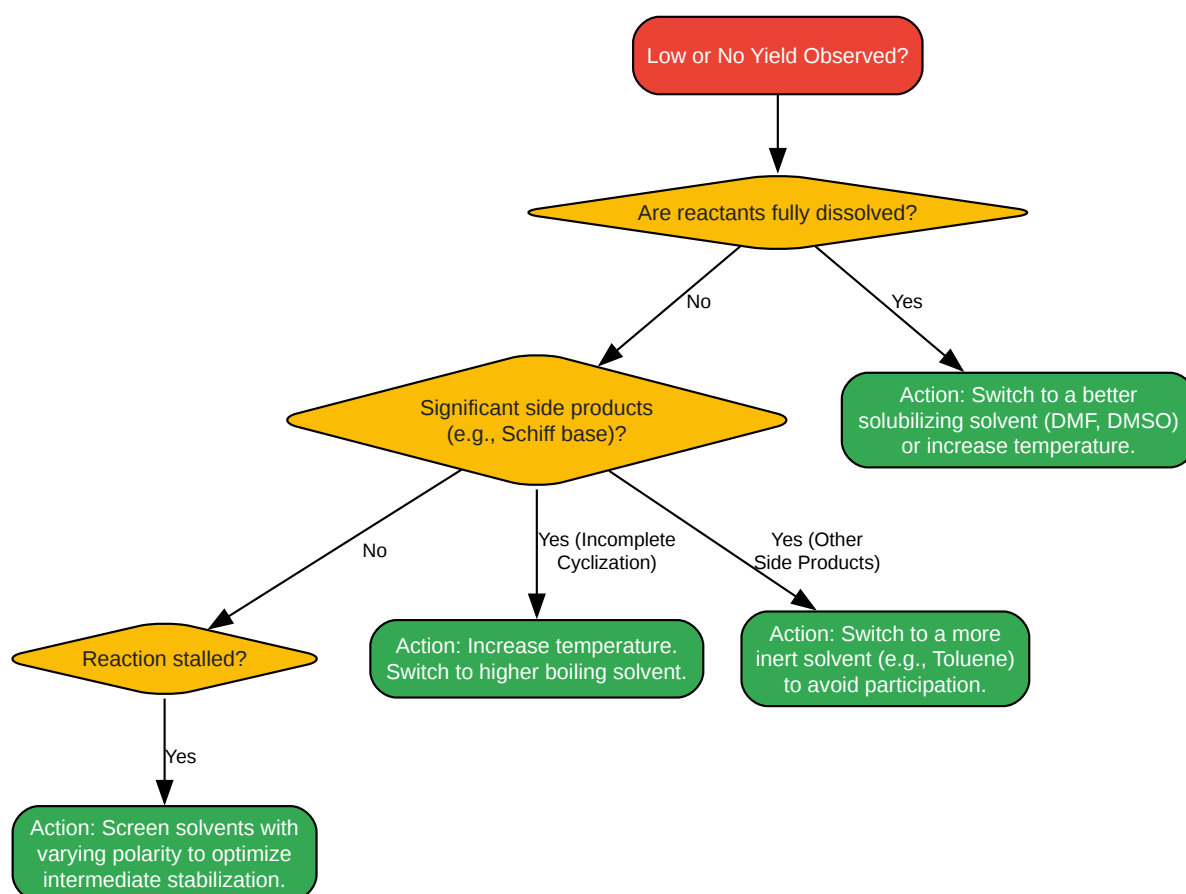 Low or No Yield Observed?
Are reactants fully dissolved?
No
Yes
Significant side products
(e.g., Schiff base)?
Action: Switch to a better
solubilizing solvent (DMF, DMSO)
or increase temperature.
No
Yes (Incomplete
Cyclization)
Yes (Other
Side Products)
Reaction stalled?
Action: Increase temperature.
Switch to higher boiling solvent.
Action: Switch to a more
inert solvent (e.g., Toluene)
to avoid participation.
Yes
Action: Screen solvents with
varying polarity to optimize
intermediate stabilization.